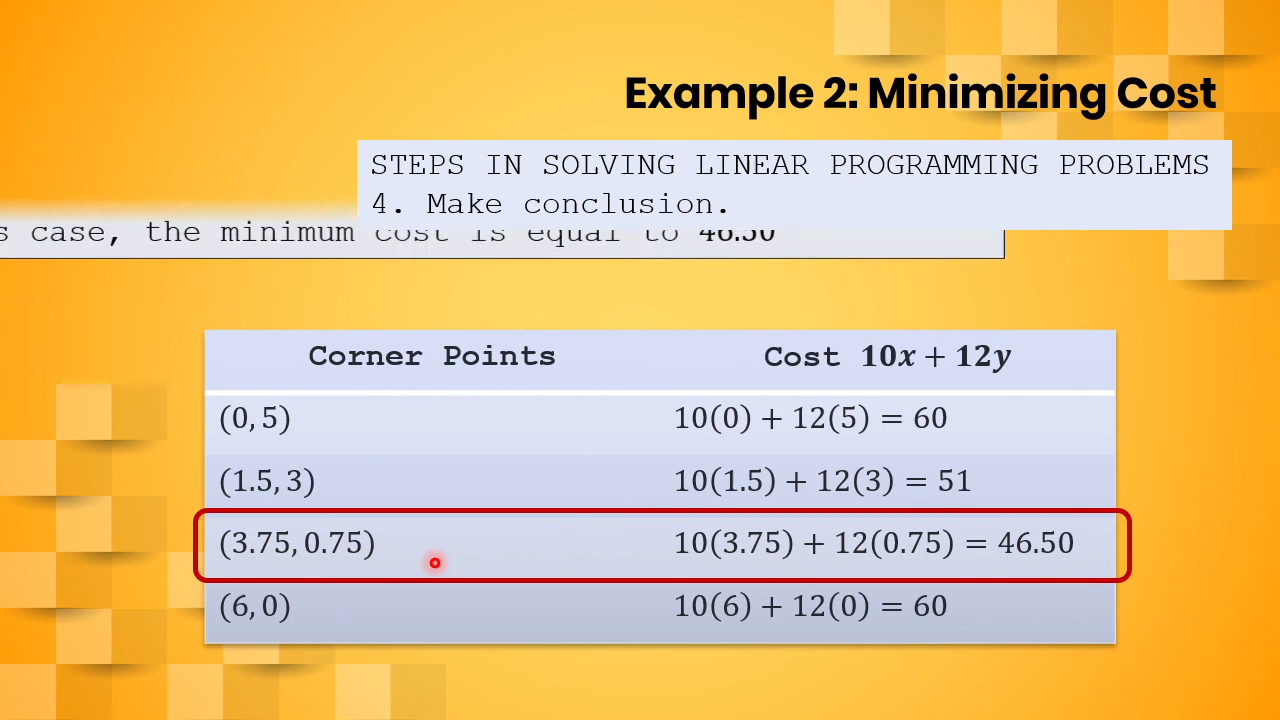 Example 2: Minimizing Cost
STEPS IN SOLVING LINEAR PROGRAMMING PROBLEMS
4. Make conclusion.
s case, the minimum cost is equal to 46.50
Corner Points Cost 10x + 12y
(0, 5) 10(0) + 12(5) = 60
(1.5, 3) 10(1.5) + 12(3) = 51
(3.75, 0.75) 10(3.75) + 12(0.75) = 46.50
(6, 0) 10(6) + 12(0) = 60